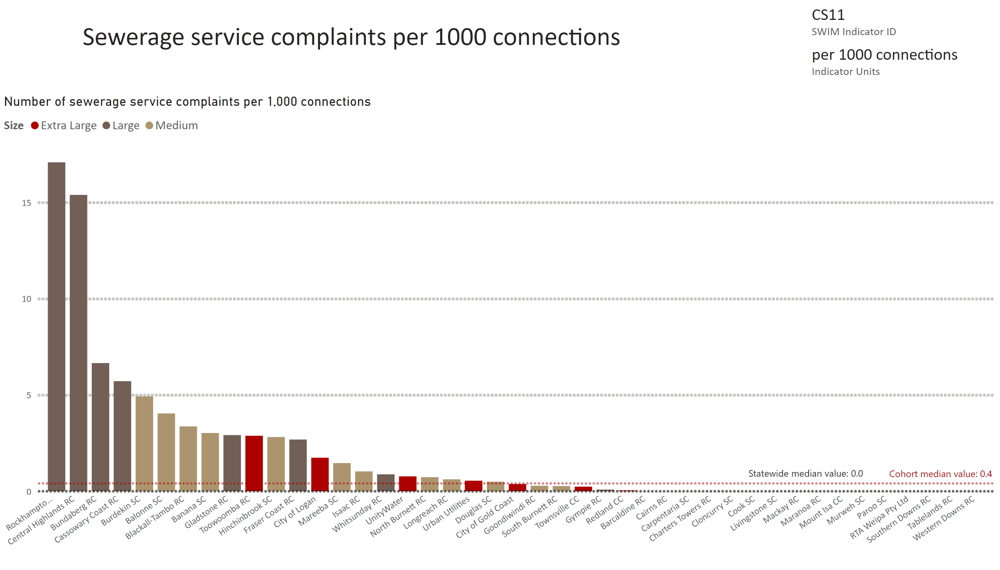 Sewerage service complaints per 1000 connections
CS11
SWIM Indicator ID
per 1000 connections
Indicator Units
Number of sewerage service complaints per 1,000 connections
Size Extra Large Large Medium
15
10
5
0
Statewide median value: 0.0
Cohort median value: 0.4
Rockhampto...
Central Highlands RC
Bundaberg RC
Cassowary Coast RC
Burdekin SC
Balonne SC
Blackall-Tambo RC
Banana SC
Gladstone RC
Toowoomba RC
Hinchinbrook SC
Fraser Coast RC
City of Logan
Mareeba SC
Isaac RC
Whitsunday RC
UnityWater
North Burnett RC
Longreach RC
Urban Utilities
Douglas SC
City of Gold Coast
Goondiwindi RC
South Burnett RC
Townsville CC
Gympie RC
Redland CC
Barcaldine RC
Cairns RC
Carpentaria SC
Charters Towers RC
Cloncurry SC
Cook SC
Livingstone SC
Mackay RC
Maranoa RC
Mount Isa CC
Murweh SC
Paroo SC
RTA Weipa Pty Ltd
Southern Downs RC
Tablelands RC
Western Downs RC